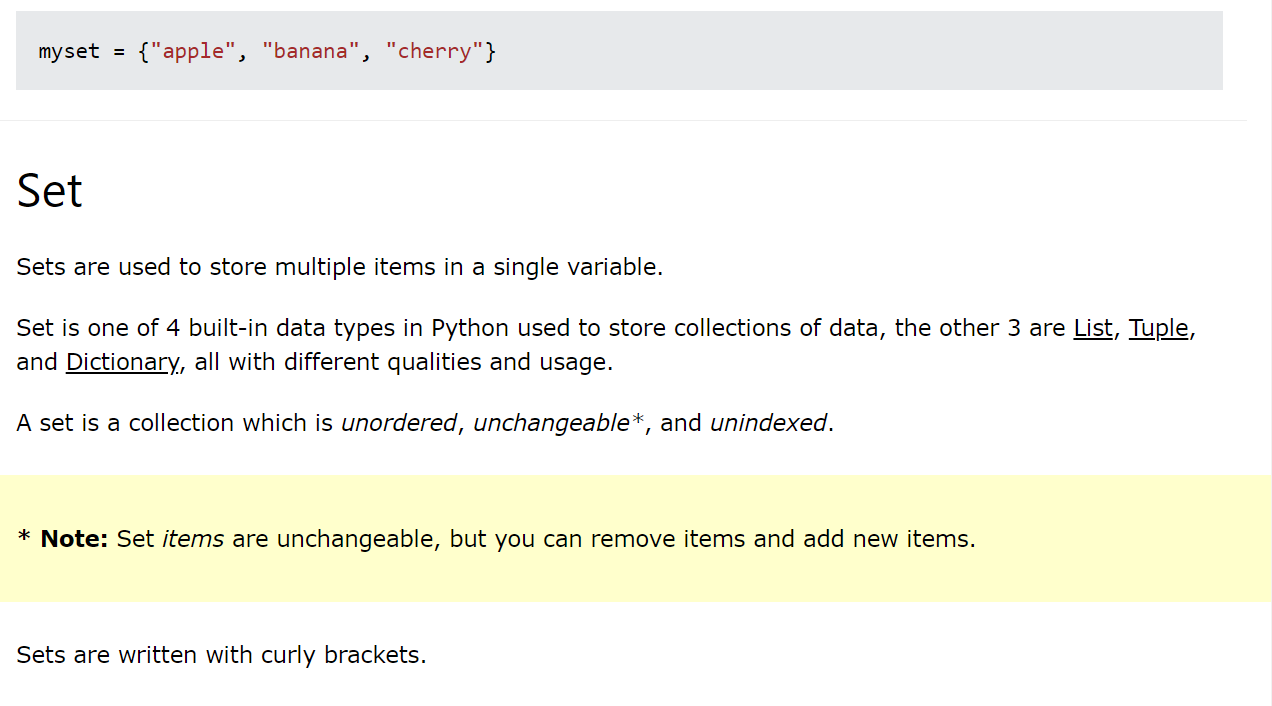 myset = {"apple", "banana", "cherry"}
Set
Sets are used to store multiple items in a single variable.
Set is one of 4 built-in data types in Python used to store collections of data, the other 3 are List, Tuple,
and Dictionary, all with different qualities and usage.
A set is a collection which is unordered, unchangeable*, and unindexed.
* Note: Set items are unchangeable, but you can remove items and add new items.
Sets are written with curly brackets.